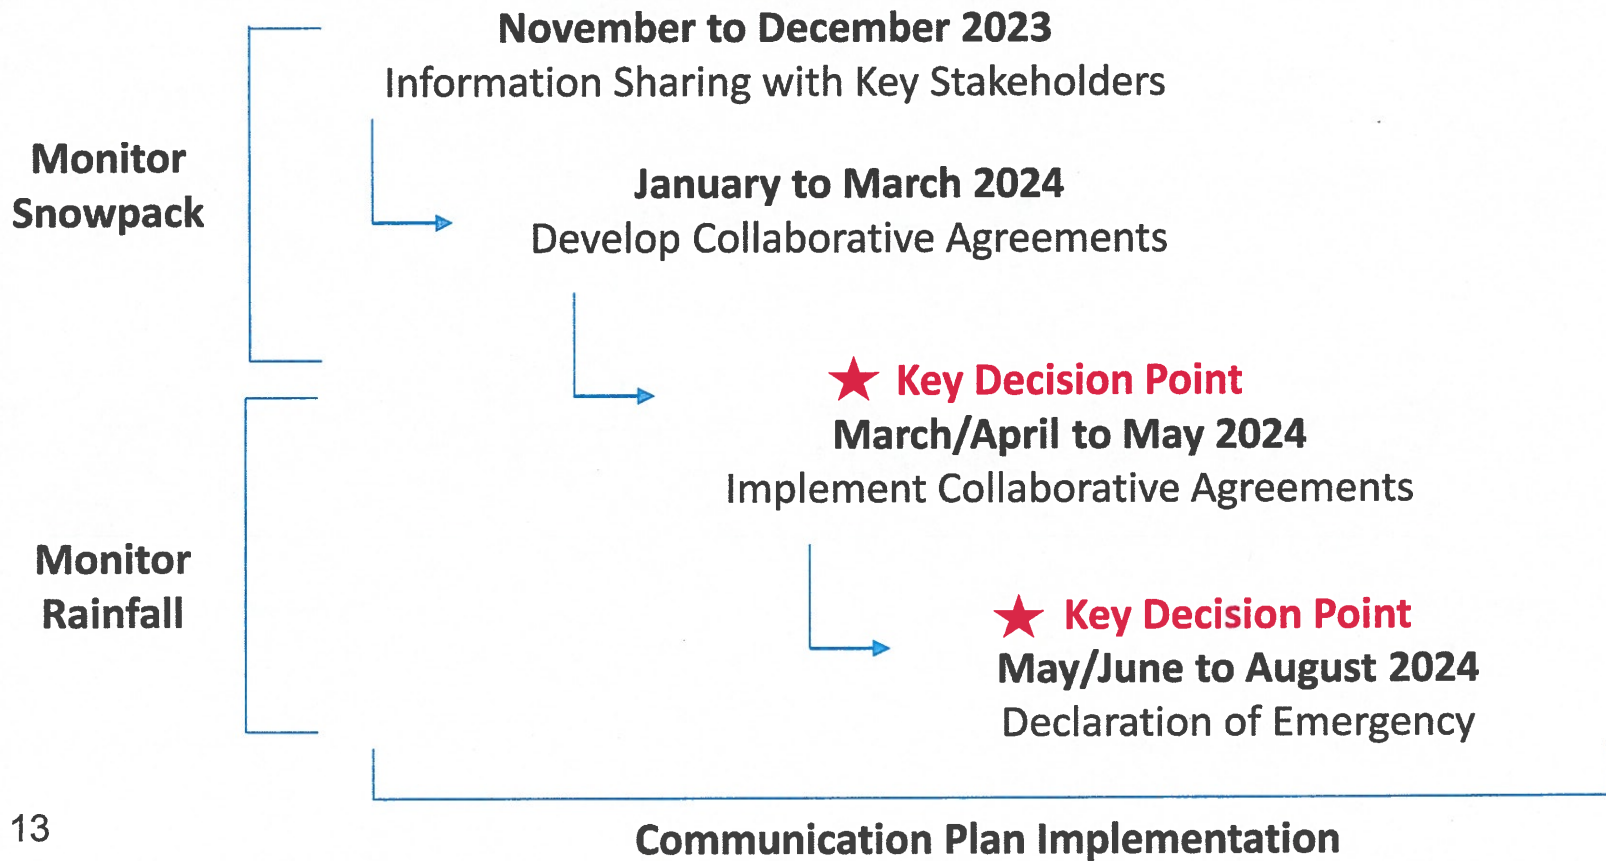 November to December 2023
Information Sharing with Key Stakeholders
Monitor
Snowpack
January to March 2024
Develop Collaborative Agreements
★ Key Decision Point
March/April to May 2024
Implement Collaborative Agreements
Monitor
Rainfall
★ Key Decision Point
May/June to August 2024
Declaration of Emergency
13
Communication Plan Implementation